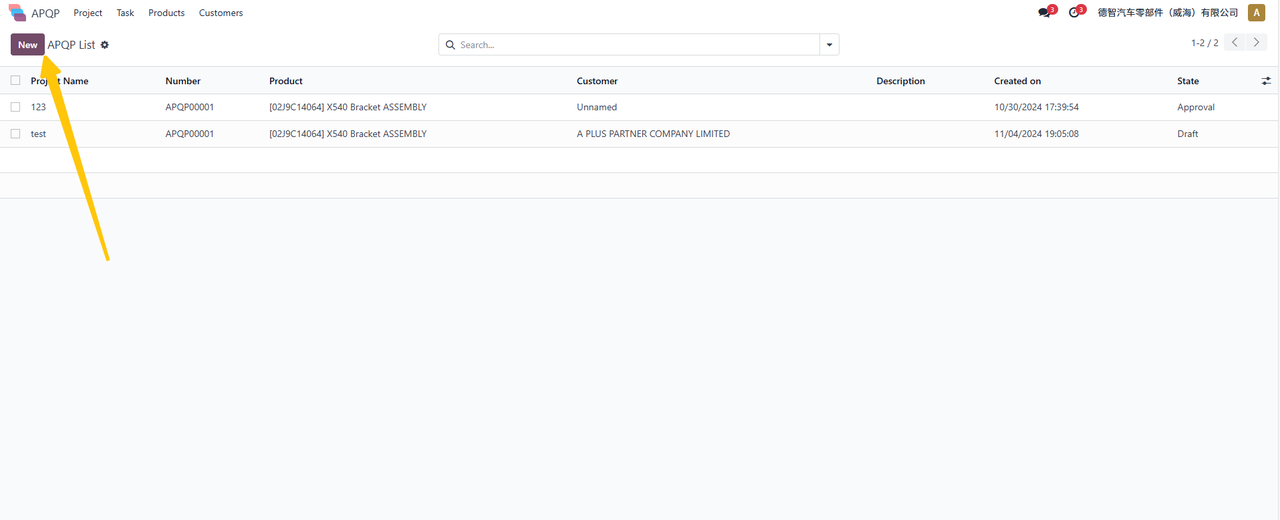 APQP Project Task Products Customers 3 3 德智汽车零部件（威海）有限公司 A
New APQP List Search... 1-2 / 2
Project Name Number Product Customer Description Created on State
123 APQP00001 [02J9C14064] X540 Bracket ASSEMBLY Unnamed 10/30/2024 17:39:54 Approval
test APQP00001 [02J9C14064] X540 Bracket ASSEMBLY A PLUS PARTNER COMPANY LIMITED 11/04/2024 19:05:08 Draft